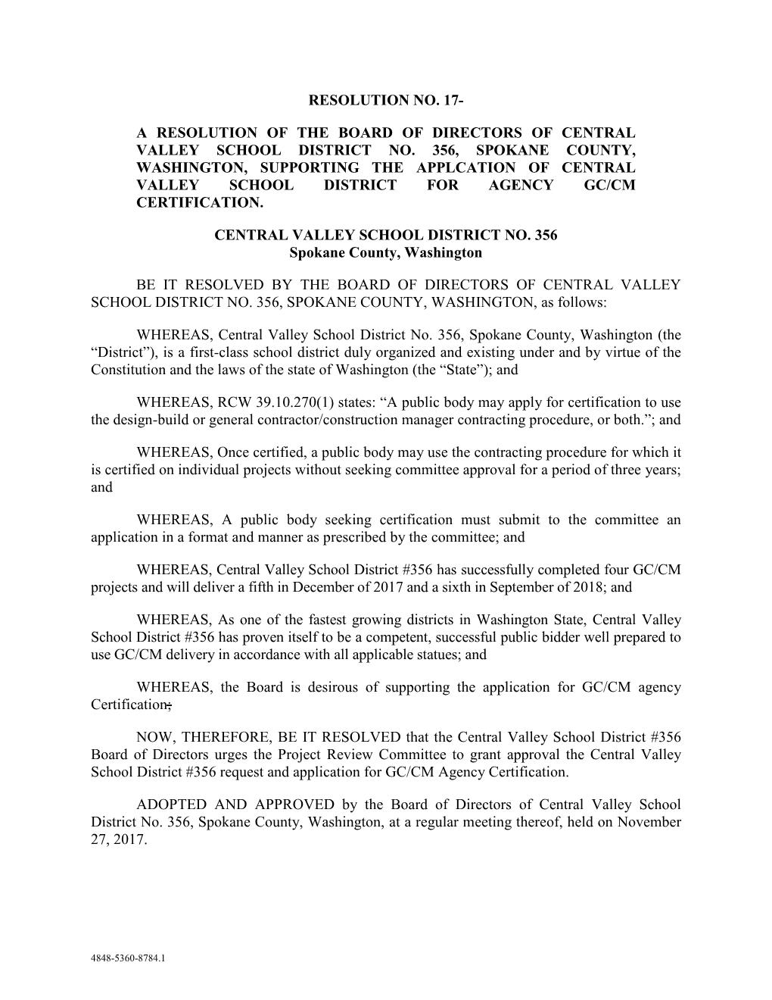 RESOLUTION NO. 17-
A RESOLUTION OF THE BOARD OF DIRECTORS OF CENTRAL
VALLEY SCHOOL DISTRICT NO. 356, SPOKANE COUNTY,
WASHINGTON, SUPPORTING THE APPLCATION OF CENTRAL
VALLEY SCHOOL DISTRICT FOR AGENCY GC/CM
CERTIFICATION.
CENTRAL VALLEY SCHOOL DISTRICT NO. 356
Spokane County, Washington
BE IT RESOLVED BY THE BOARD OF DIRECTORS OF CENTRAL VALLEY
SCHOOL DISTRICT NO. 356, SPOKANE COUNTY, WASHINGTON, as follows:
WHEREAS, Central Valley School District No. 356, Spokane County, Washington (the
“District”), is a first-class school district duly organized and existing under and by virtue of the
Constitution and the laws of the state of Washington (the “State”); and
WHEREAS, RCW 39.10.270(1) states: “A public body may apply for certification to use
the design-build or general contractor/construction manager contracting procedure, or both.”; and
WHEREAS, Once certified, a public body may use the contracting procedure for which it
is certified on individual projects without seeking committee approval for a period of three years;
and
WHEREAS, A public body seeking certification must submit to the committee an
application in a format and manner as prescribed by the committee; and
WHEREAS, Central Valley School District #356 has successfully completed four GC/CM
projects and will deliver a fifth in December of 2017 and a sixth in September of 2018; and
WHEREAS, As one of the fastest growing districts in Washington State, Central Valley
School District #356 has proven itself to be a competent, successful public bidder well prepared to
use GC/CM delivery in accordance with all applicable statues; and
WHEREAS, the Board is desirous of supporting the application for GC/CM agency
Certification;
NOW, THEREFORE, BE IT RESOLVED that the Central Valley School District #356
Board of Directors urges the Project Review Committee to grant approval the Central Valley
School District #356 request and application for GC/CM Agency Certification.
ADOPTED AND APPROVED by the Board of Directors of Central Valley School
District No. 356, Spokane County, Washington, at a regular meeting thereof, held on November
27, 2017.
4848-5360-8784.1